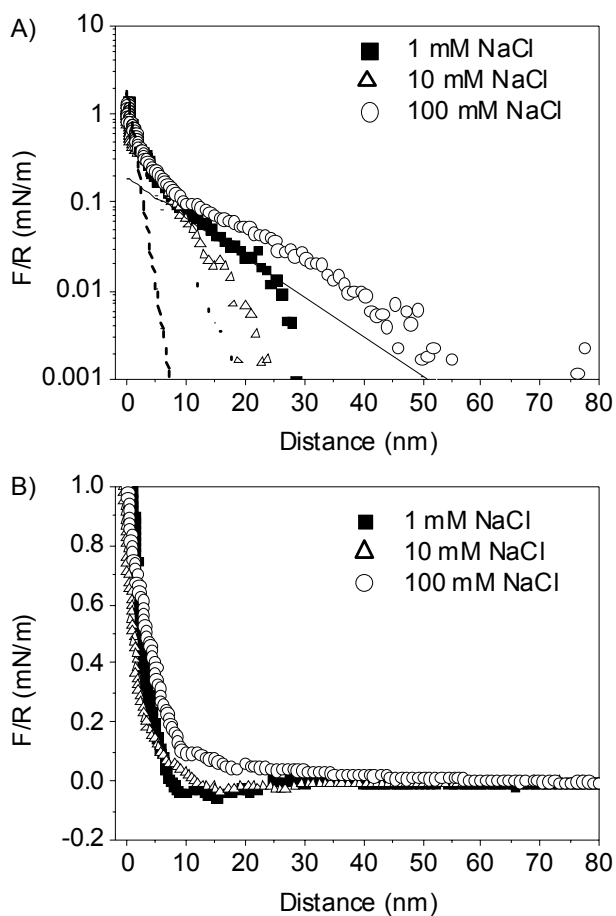 A)
10
1
0.1
0.01
0.001
F/R (mN/m)
1 mM NaCl
10 mM NaCl
100 mM NaCl
0 10 20 30 40 50 60 70 80
Distance (nm)
B)
1.0
0.8
0.6
0.4
0.2
0.0
-0.2
F/R (mN/m)
1 mM NaCl
10 mM NaCl
100 mM NaCl
0 10 20 30 40 50 60 70 80
Distance (nm)